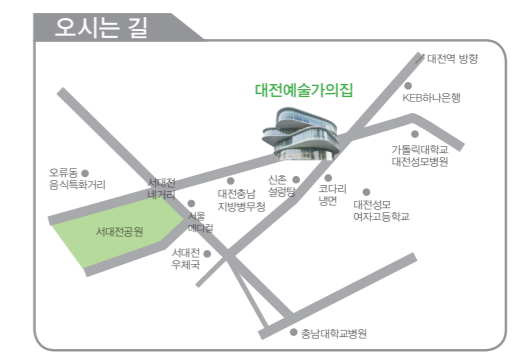 오시는 길
대전역 방향
대전예술가의집
KEB하나은행
가톨릭대학교
대전성모병원
오류동
음식특화거리
서대전
네거리
대전충남
지방병무청
신촌
설렁탕
코다리
냉면
대전성모
여자고등학교
서울
메디컬
서대전공원
서대전
우체국
충남대학교병원